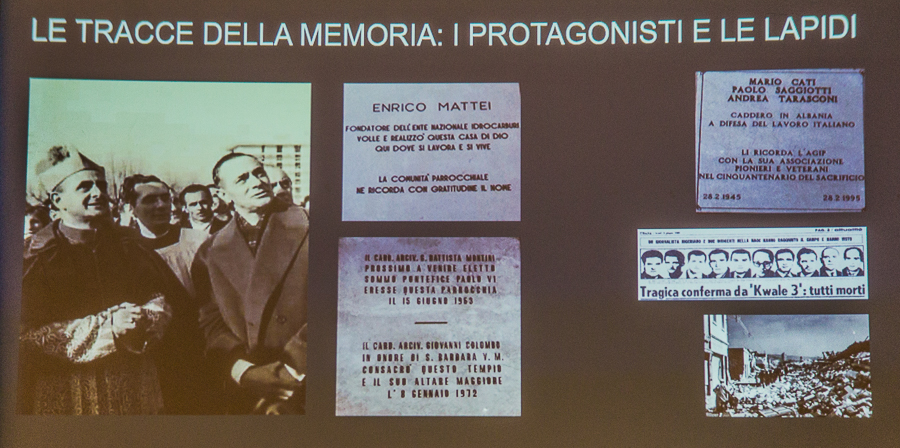 LE TRACCE DELLA MEMORIA: I PROTAGONISTI E LE LAPIDI
ENRICO MATTEI
FONDATORE DELL'ENTE NAZIONALE IDROCARBURI
VOLLE E REALIZZO' QUESTA CASA DI DIO
QUI DOVE SI LAVORA E SI VIVE
LA COMUNITA' PARROCCHIALE
NE RICORDA CON GRATITUDINE IL NOME
IL CARD. ARCIV. G. BATTISTA MONTINI
PROSSIMO A VENIRE ELETTO
SOMMO PONTEFICE PAOLO VI
ERESSE QUESTA PARROCCHIA
IL 15 GIUGNO 1963
IL CARD. ARCIV. GIOVANNI COLOMBO
IN ONORE DI S. BARBARA V. M.
CONSACRO' QUESTO TEMPIO
E IL SUO ALTARE MAGGIORE
L' 8 GENNAIO 1972
MARIO CATI
PAOLO SAGGIOTTI
ANDREA TARASCONI
CADDERO IN ALBANIA
A DIFESA DEL LAVORO ITALIANO
LI RICORDA L'AGIP
CON LA SUA ASSOCIAZIONE
PIONIERI E VETERANI
NEL CINQUANTENARIO DEL SACRIFICIO
28.2 1945 28.2 1995
Tragica conferma da 'Kwale 3': tutti morti